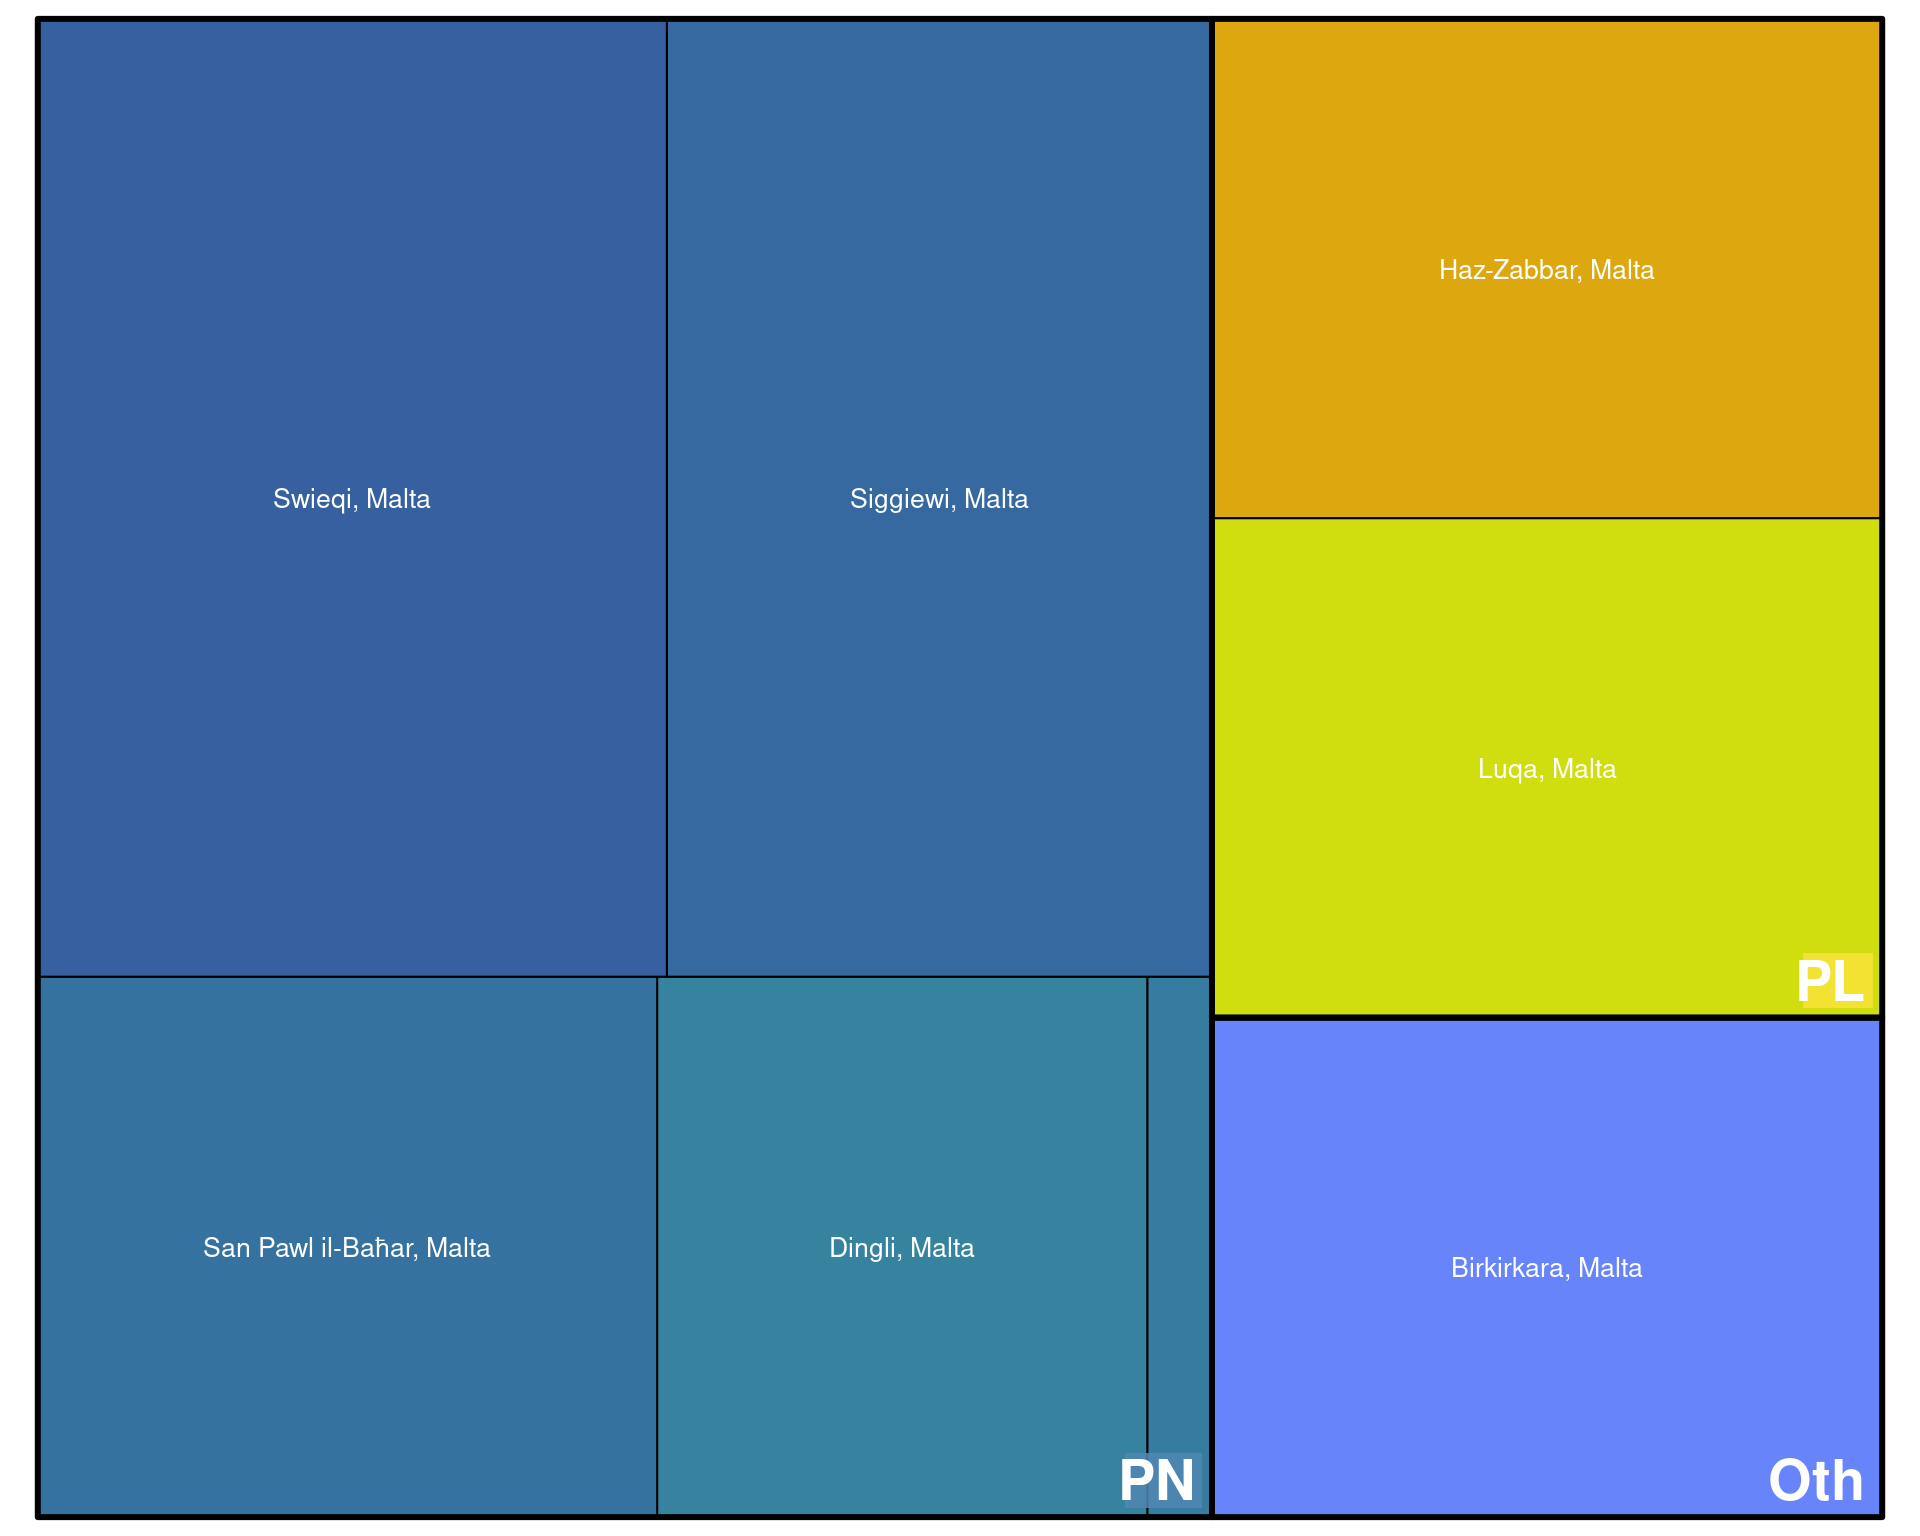 Swieqi, Malta
Siggiewi, Malta
San Pawl il-Baħar, Malta
Dingli, Malta
PN
Haz-Zabbar, Malta
Luqa, Malta
PL
Birkirkara, Malta
Oth